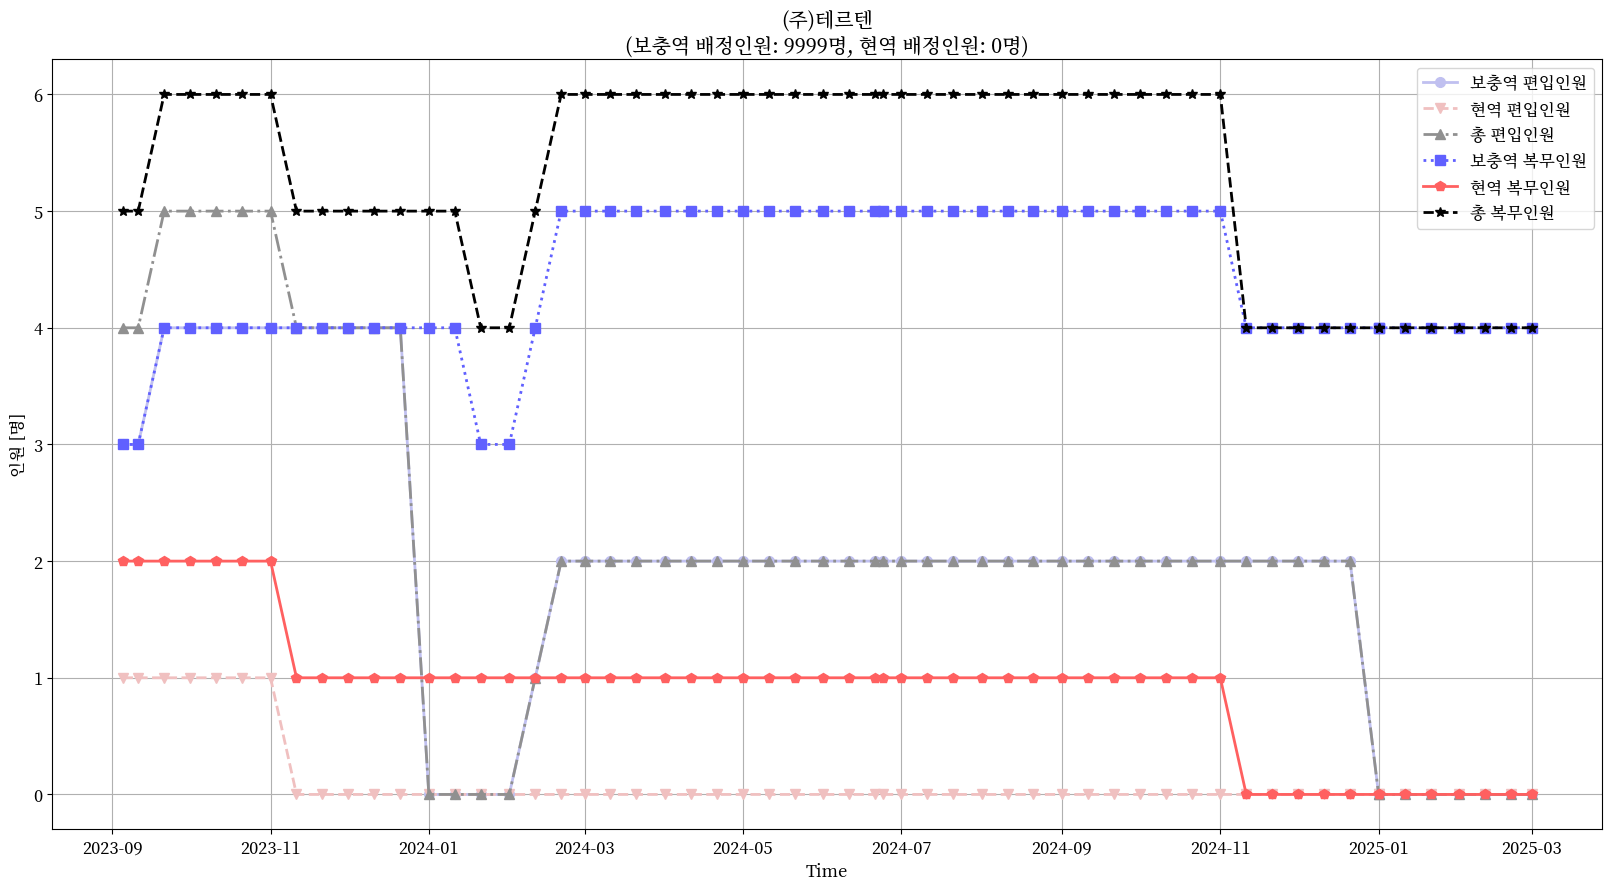 (주)테르텐
(보충역 배정인원: 9999명, 현역 배정인원: 0명)
보충역 편입인원
현역 편입인원
총 편입인원
보충역 복무인원
현역 복무인원
총 복무인원
인원 [명]
6
5
4
3
2
1
0
2023-09
2023-11
2024-01
2024-03
2024-05
2024-07
2024-09
2024-11
2025-01
2025-03
Time